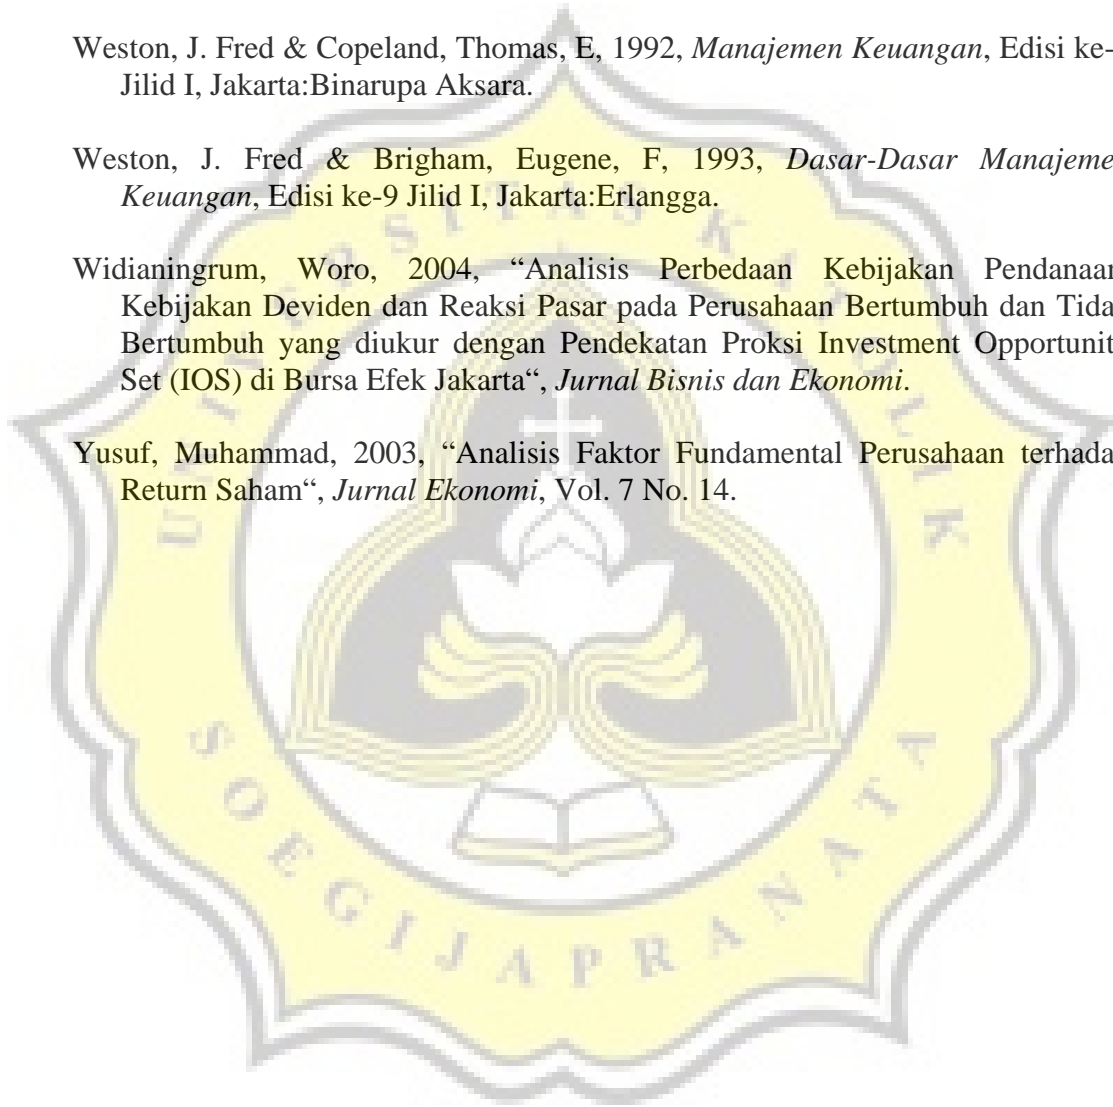 Weston, J. Fred & Copeland, Thomas, E, 1992, Manajemen Keuangan, Edisi ke-
Jilid I, Jakarta:Binarupa Aksara.
Weston, J. Fred & Brigham, Eugene, F, 1993, Dasar-Dasar Manajeme
Keuangan, Edisi ke-9 Jilid I, Jakarta:Erlangga.
Widianingrum, Woro, 2004, “Analisis Perbedaan Kebijakan Pendanaan
Kebijakan Deviden dan Reaksi Pasar pada Perusahaan Bertumbuh dan Tida
Bertumbuh yang diukur dengan Pendekatan Proksi Investment Opportunit
Set (IOS) di Bursa Efek Jakarta“, Jurnal Bisnis dan Ekonomi.
Yusuf, Muhammad, 2003, “Analisis Faktor Fundamental Perusahaan terhada
Return Saham“, Jurnal Ekonomi, Vol. 7 No. 14.
UNIVERSITAS KATOLIK
SOEGIJAPRANATA